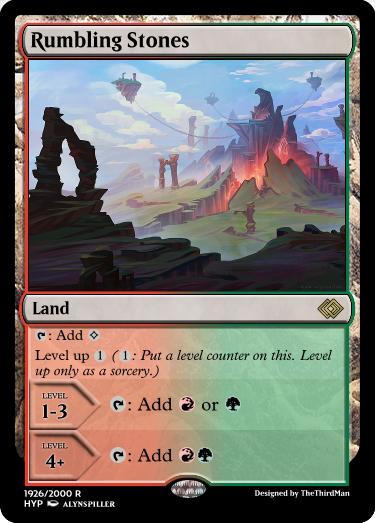 Rumbling Stones
Land
: Add
Level up 1 ( 1 : Put a level counter on this. Level
up only as a sorcery.)
LEVEL
1-3
: Add or
LEVEL
4+
: Add
1926/2000 R
HYP ALYNSPILLER
Designed by TheThirdMan